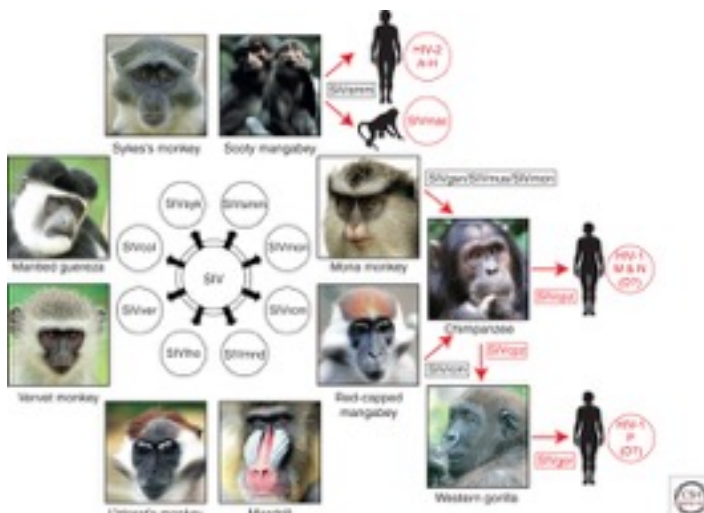 HIV-2
A-H
SIVsmm
SIVmac
Sykes's monkey
Sooty mangabey
SIVgsn/SIVmus/SIVmon
SIVsyk
SIVsmm
SIVcol
SIVmon
Mantled guereza
Mona monkey
SIV
HIV-1
M & N
(O?)
SIVcpz
Chimpanzee
SIVver
SIVrcm
SIVlho
SIVmnd
SIVcpz
SIVrcm
Vervet monkey
Red-capped
mangabey
HIV-1
P
(O?)
SIVgor
Western gorilla
CSH